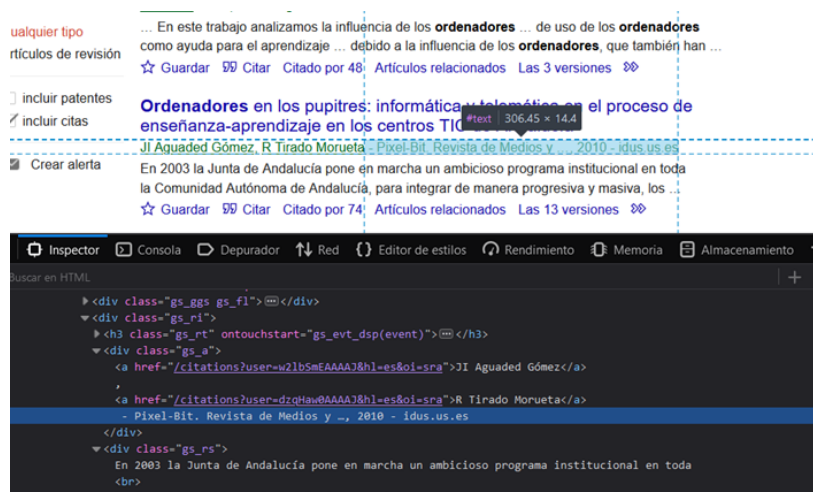 … En este trabajo analizamos la influencia de los ordenadores … de uso de los ordenadores
ualquier tipo
como ayuda para el aprendizaje … debido a la influencia de los ordenadores, que también han …
rtículos de revisión
Guardar Citar Citado por 48 Artículos relacionados Las 3 versiones
incluir patentes
Ordenadores en los pupitres: informática y telemática en el proceso de
#text 306.45 × 14.4
incluir citas
enseñanza-aprendizaje en los centros TIC
JI Aguaded Gómez, R Tirado Morueta - Pixel-Bit. Revista de Medios y …, 2010 - idus.us.es
Crear alerta
En 2003 la Junta de Andalucía pone en marcha un ambicioso programa institucional en toda
la Comunidad Autónoma de Andalucía, para integrar de manera progresiva y masiva, los …
Guardar Citar Citado por 74 Artículos relacionados Las 13 versiones
Inspector Consola Depurador Red Editor de estilos Rendimiento Memoria Almacenamiento
Buscar en HTML
<div class="gs_ggs gs_fl"></div>
<div class="gs_ri">
<h3 class="gs_rt" ontouchstart="gs_evt_dsp(event)"></h3>
<div class="gs_a">
<a href="/citations?user=w2lbSmEAAAAJ&hl=es&oi=sra">JI Aguaded Gómez</a>
,
<a href="/citations?user=dzqHaw0AAAAJ&hl=es&oi=sra">R Tirado Morueta</a>
- Pixel-Bit. Revista de Medios y …, 2010 - idus.us.es
</div>
<div class="gs_rs">
En 2003 la Junta de Andalucía pone en marcha un ambicioso programa institucional en toda
<br>